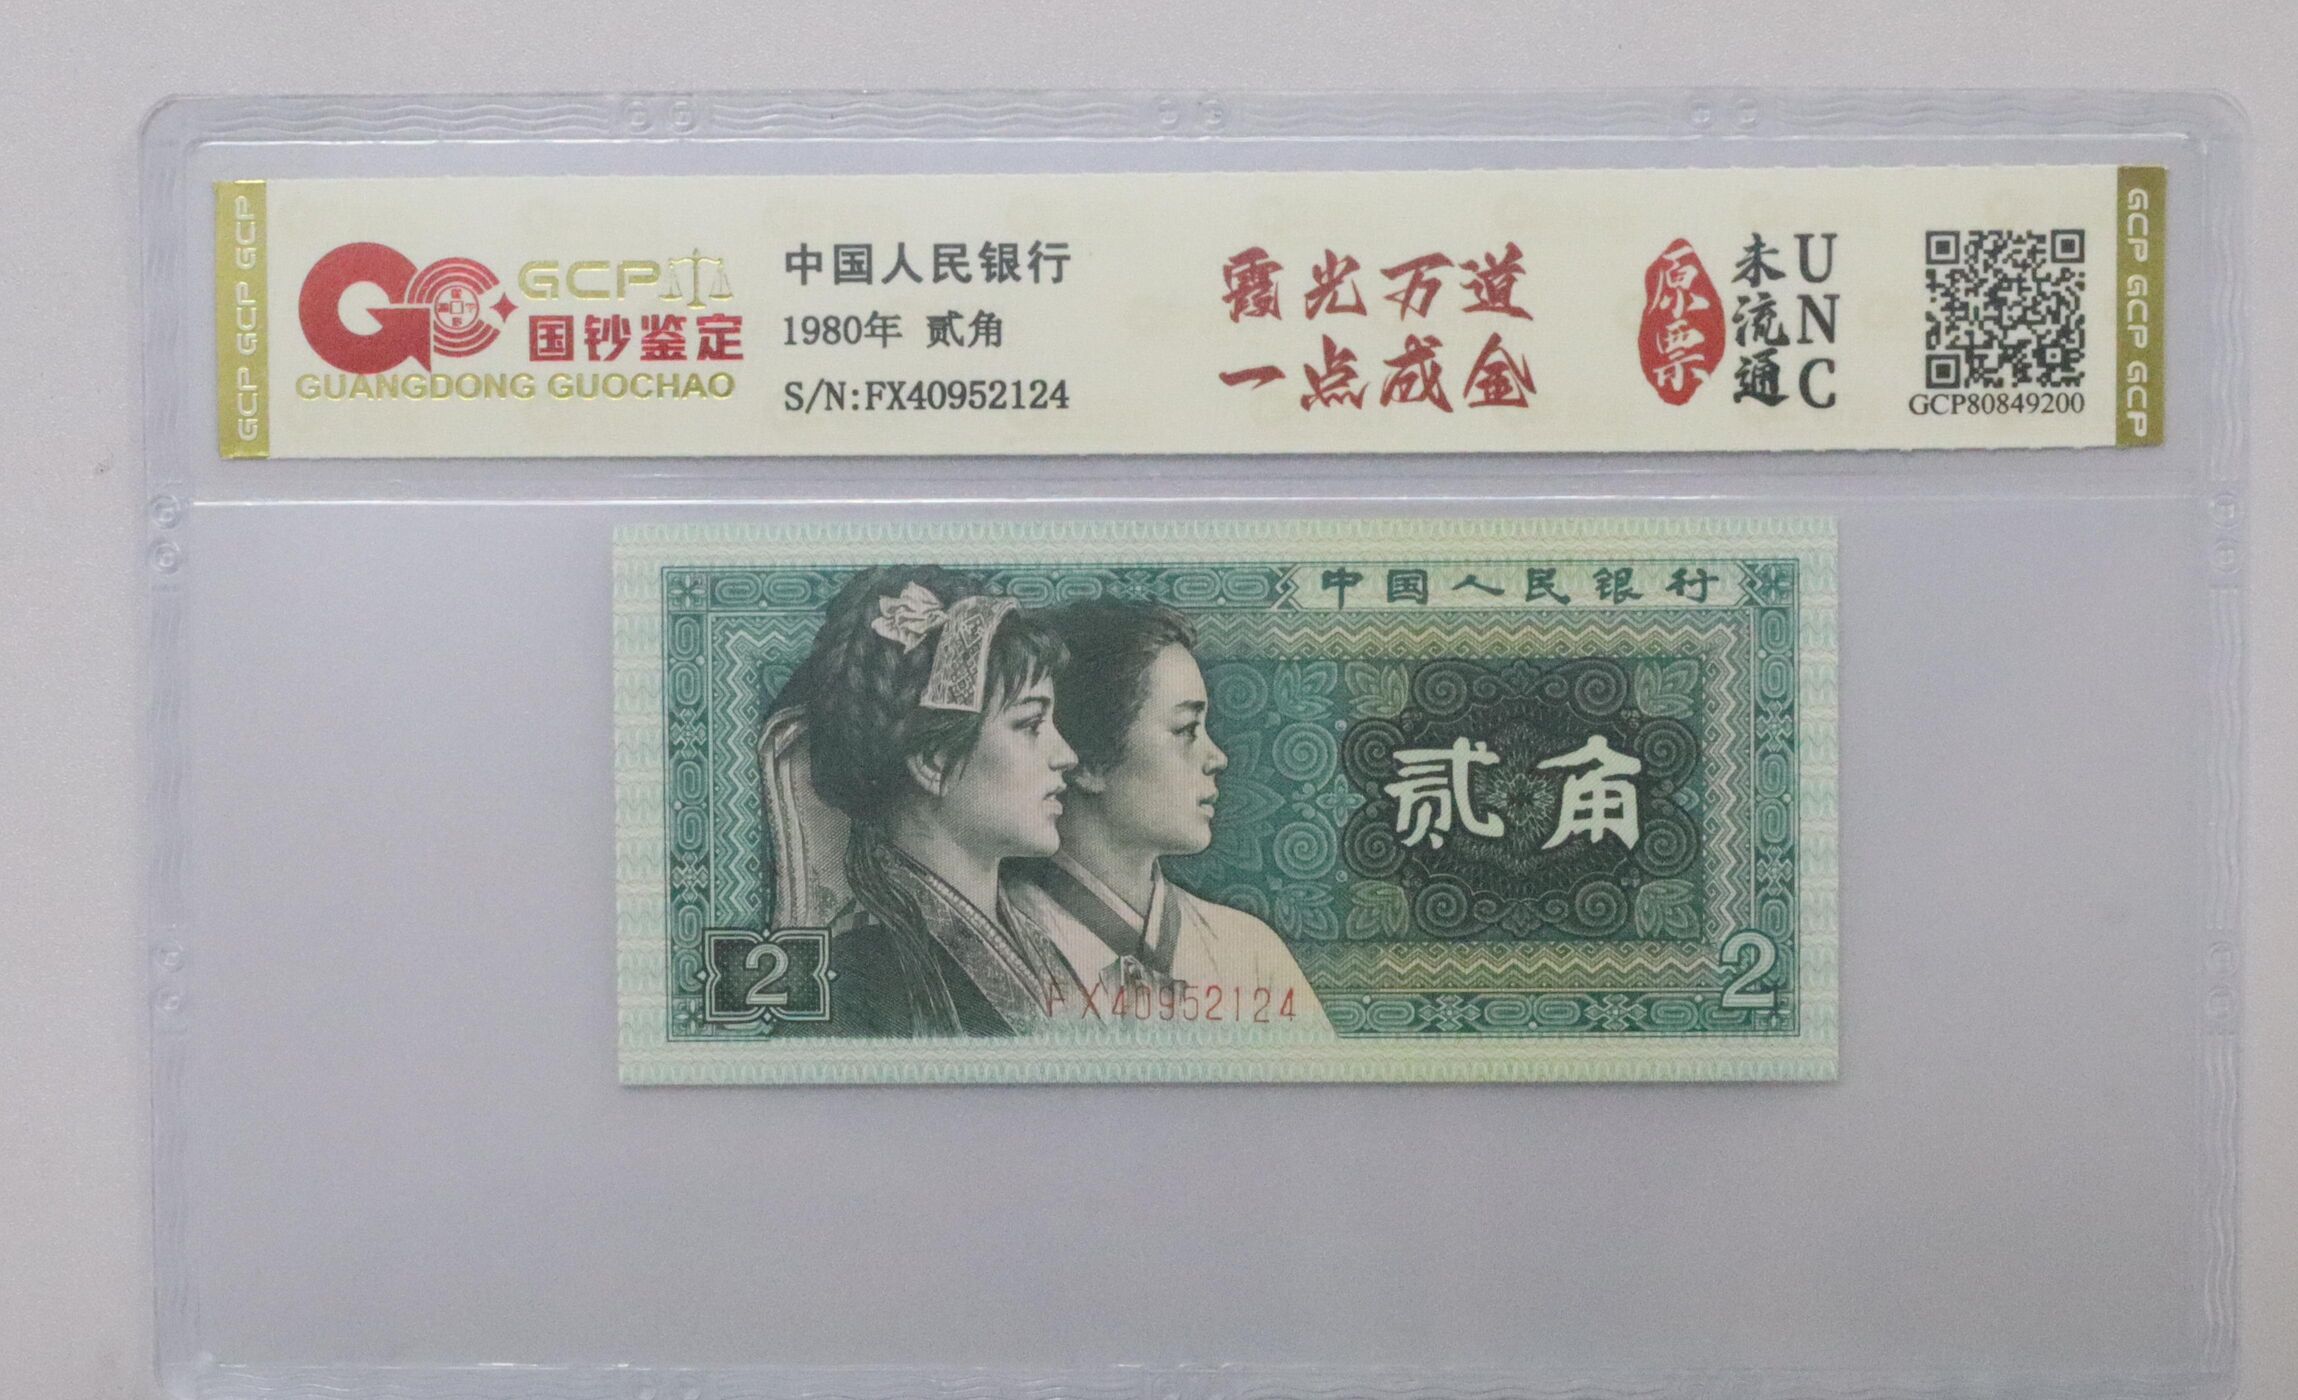 GCP GCP GCP
GCP
国钞鉴定
GUANGDONG GUOCHAO
中国人民银行
1980年 贰角
S/N:FX40952124
霞光万道
一点成金
原票
未流通
UNC
GCP80849200
GCP GCP GCP
中国人民银行
贰角
2
FX40952124
2